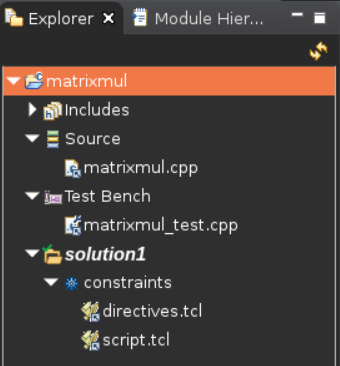 Explorer Module Hier...
matrixmul
Includes
Source
matrixmul.cpp
Test Bench
matrixmul_test.cpp
solution1
constraints
directives.tcl
script.tcl